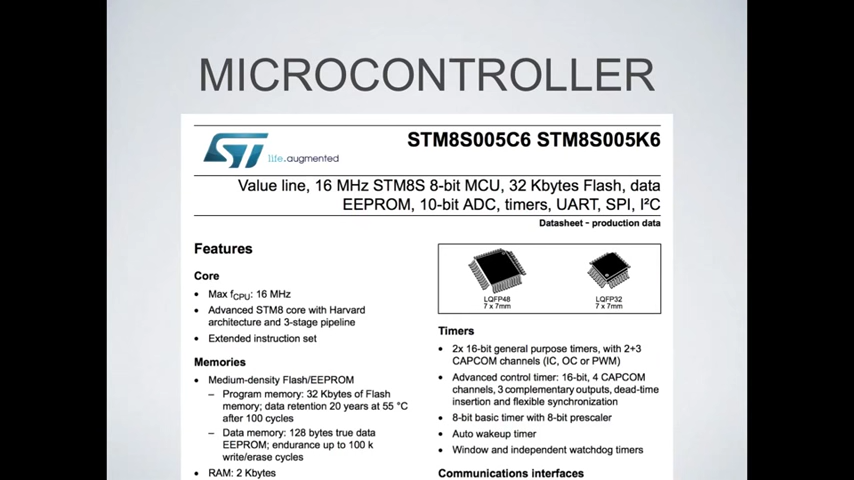 MICROCONTROLLER
life.augmented
STM8S005C6 STM8S005K6
Value line, 16 MHz STM8S 8-bit MCU, 32 Kbytes Flash, data
EEPROM, 10-bit ADC, timers, UART, SPI, I²C
Datasheet - production data
Features
Core
• Max fCPU: 16 MHz
• Advanced STM8 core with Harvard
architecture and 3-stage pipeline
• Extended instruction set
Memories
• Medium-density Flash/EEPROM
– Program memory: 32 Kbytes of Flash
memory; data retention 20 years at 55 °C
after 100 cycles
– Data memory: 128 bytes true data
EEPROM; endurance up to 100 k
write/erase cycles
• RAM: 2 Kbytes
LQFP48
7 x 7mm
LQFP32
7 x 7mm
Timers
• 2x 16-bit general purpose timers, with 2+3
CAPCOM channels (IC, OC or PWM)
• Advanced control timer: 16-bit, 4 CAPCOM
channels, 3 complementary outputs, dead-time
insertion and flexible synchronization
• 8-bit basic timer with 8-bit prescaler
• Auto wakeup timer
• Window and independent watchdog timers
Communications interfaces